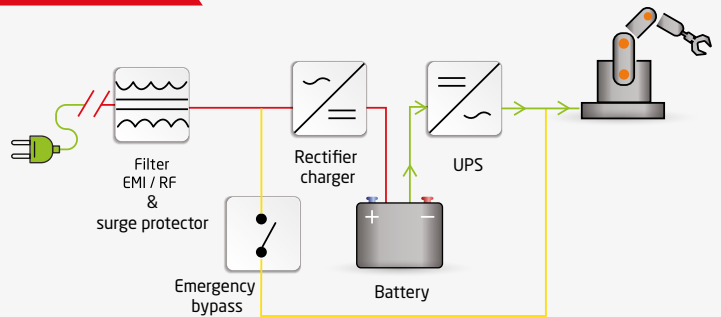 Filter
EMI / RF
&
surge protector
Rectifier
charger
UPS
+
−
Battery
Emergency
bypass